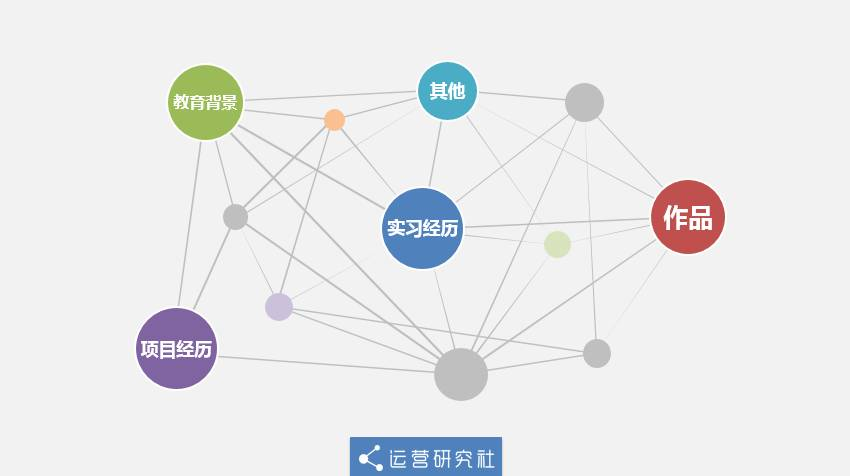 教育背景
其他
作品
实习经历
项目经历
运营研究社